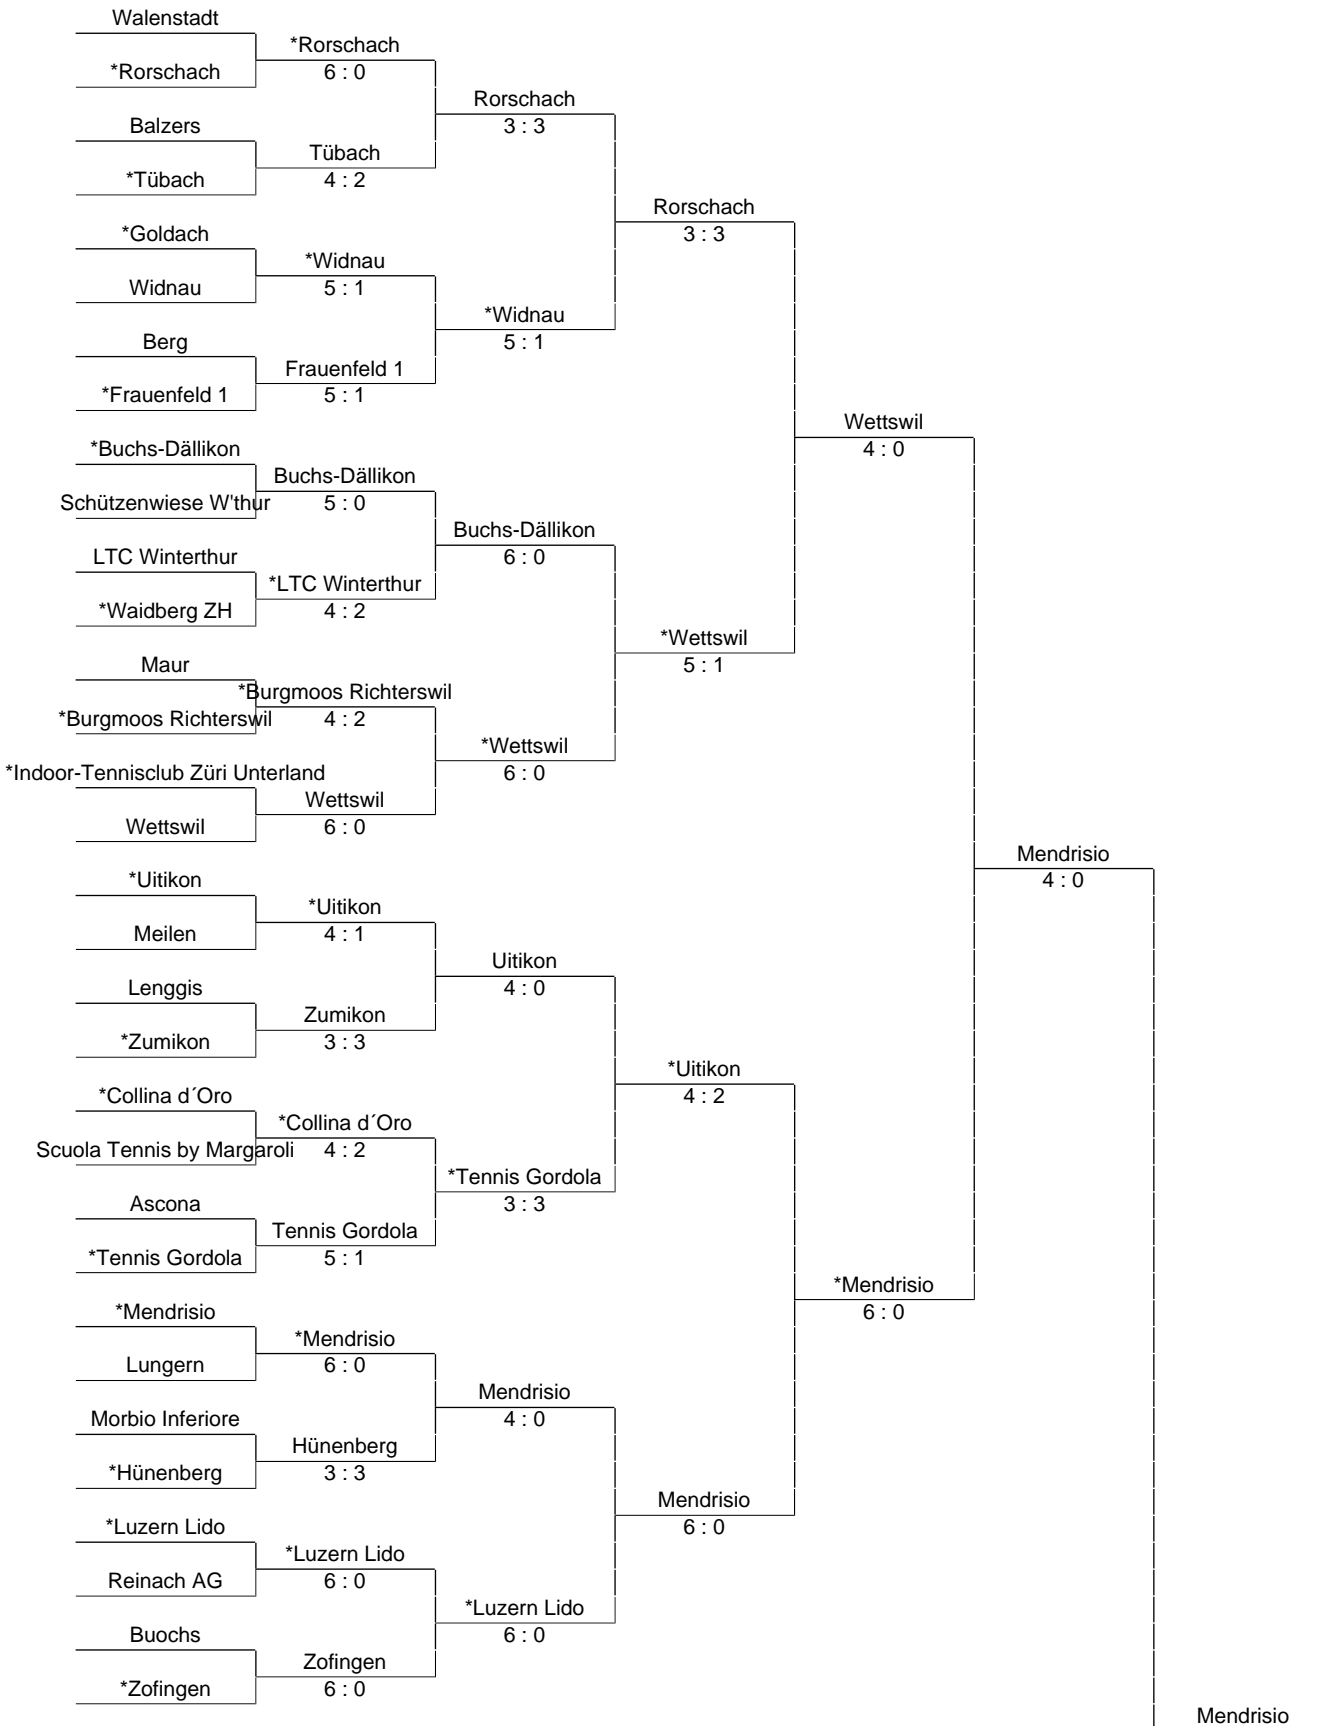 Walenstadt
*Rorschach
*Rorschach
6 : 0
Rorschach
Balzers
3 : 3
Tübach
*Tübach
4 : 2
Rorschach
*Goldach
3 : 3
*Widnau
Widnau
5 : 1
*Widnau
Berg
5 : 1
Frauenfeld 1
*Frauenfeld 1
5 : 1
Wettswil
*Buchs-Dällikon
4 : 0
Buchs-Dällikon
Schützenwiese W'thur
5 : 0
Buchs-Dällikon
LTC Winterthur
6 : 0
*LTC Winterthur
*Waidberg ZH
4 : 2
*Wettswil
Maur
5 : 1
*Burgmoos Richterswil
*Burgmoos Richterswil
4 : 2
*Wettswil
*Indoor-Tennisclub Züri Unterland
6 : 0
Wettswil
Wettswil
6 : 0
Mendrisio
*Uitikon
4 : 0
*Uitikon
Meilen
4 : 1
Uitikon
Lenggis
4 : 0
Zumikon
*Zumikon
3 : 3
*Uitikon
*Collina d´Oro
4 : 2
*Collina d´Oro
Scuola Tennis by Margaroli
4 : 2
*Tennis Gordola
Ascona
3 : 3
Tennis Gordola
*Tennis Gordola
5 : 1
*Mendrisio
*Mendrisio
6 : 0
*Mendrisio
Lungern
6 : 0
Mendrisio
Morbio Inferiore
4 : 0
Hünenberg
*Hünenberg
3 : 3
Mendrisio
*Luzern Lido
6 : 0
*Luzern Lido
Reinach AG
6 : 0
*Luzern Lido
Buochs
6 : 0
Zofingen
*Zofingen
6 : 0
Mendrisio